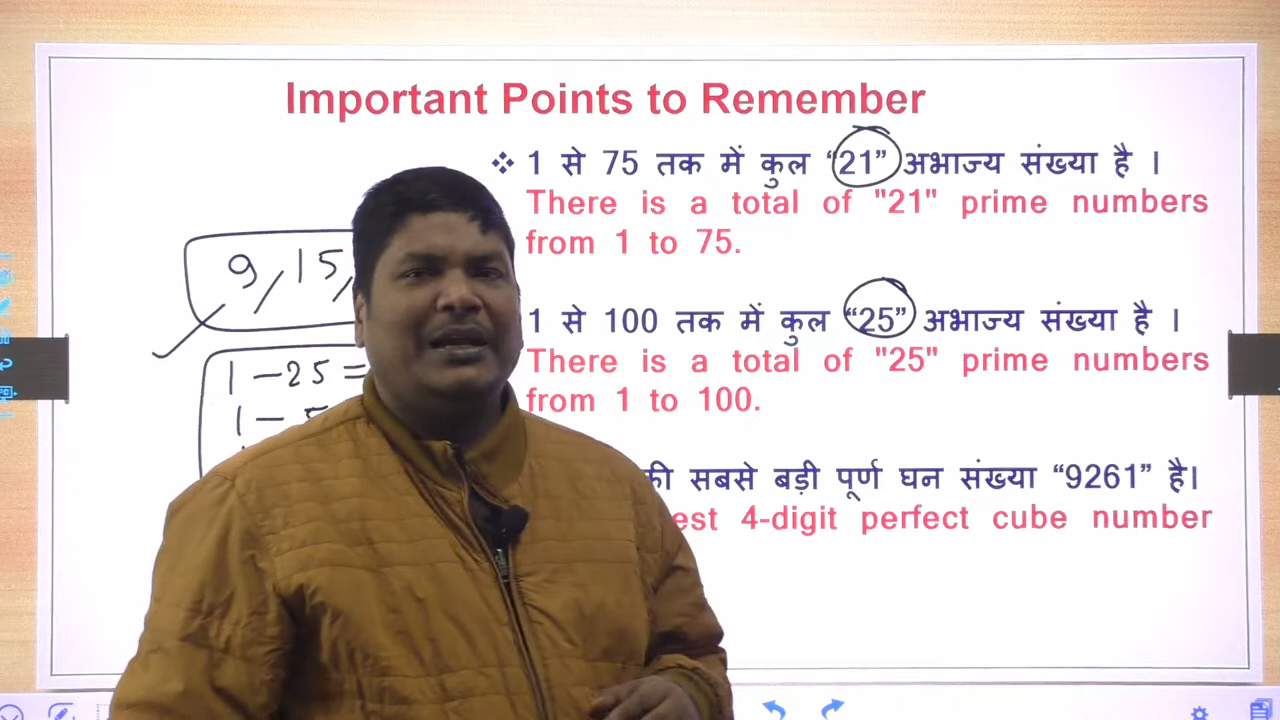 Important Points to Remember
❖ 1 से 75 तक में कुल “21” अभाज्य संख्या है ।
There is a total of "21" prime numbers
from 1 to 75.
9, 15,
1 से 100 तक में कुल “25” अभाज्य संख्या है ।
There is a total of "25" prime numbers
1 – 25 =
from 1 to 100.
1 –
की सबसे बड़ी पूर्ण घन संख्या “9261” है।
est 4-digit perfect cube number